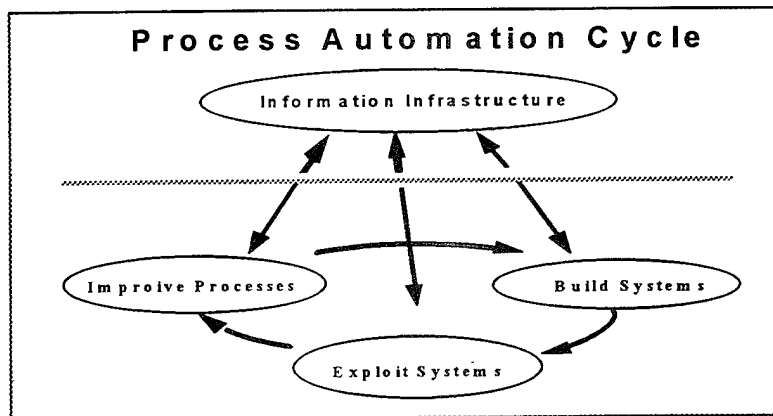 Process Automation Cycle
Information Infrastructure
Improive Processes
Build Systems
Exploit Systems